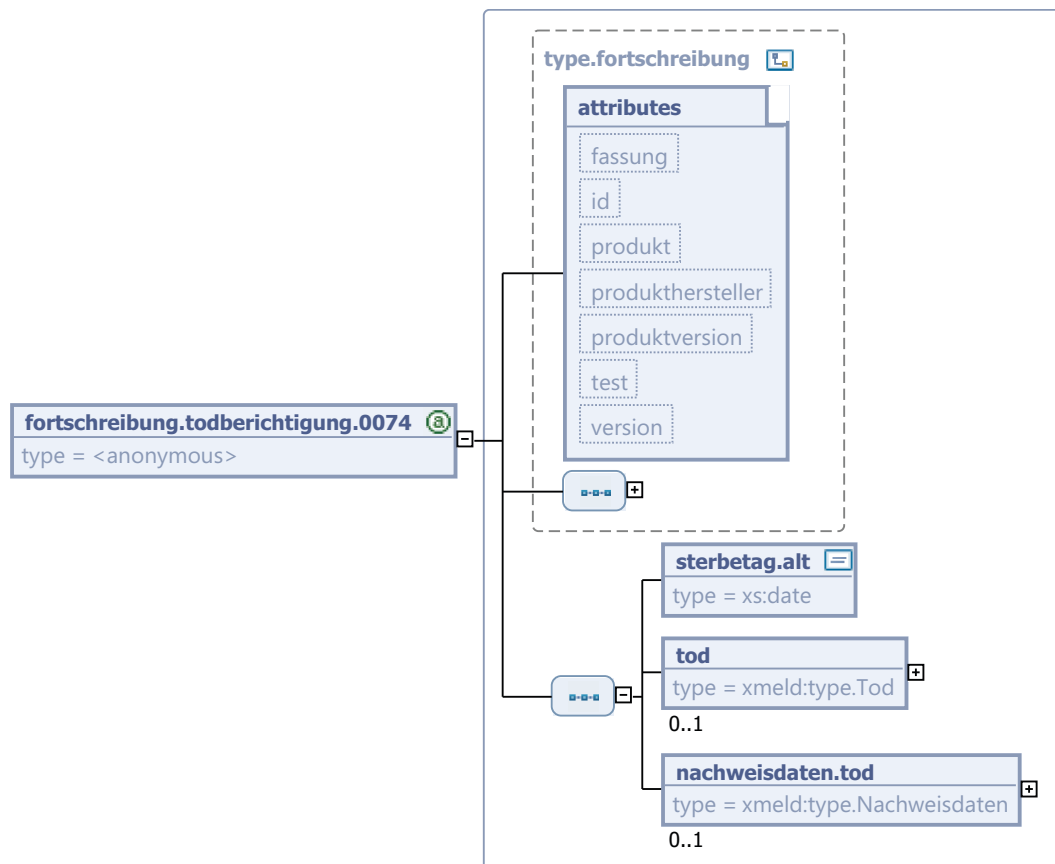 type.fortschreibung
attributes
fassung
id
produkt
produkthersteller
produktversion
test
version
fortschreibung.todberichtigung.0074 a
type = <anonymous>
sterbetag.alt
type = xs:date
tod
type = xmeld:type.Tod
0..1
nachweisdaten.tod
type = xmeld:type.Nachweisdaten
0..1